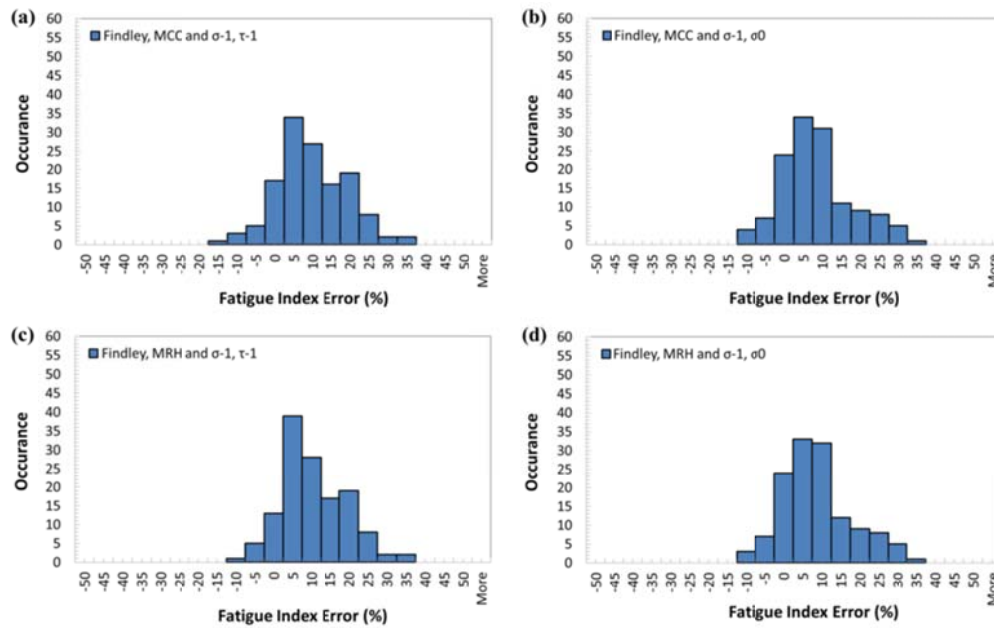 (a)
Findley, MCC and σ-1, τ-1
Occurance
60
55
50
45
40
35
30
25
20
15
10
5
0
-50 -45 -40 -35 -30 -25 -20 -15 -10 -5 0 5 10 15 20 25 30 35 40 45 50 More
Fatigue Index Error (%)
(b)
Findley, MCC and σ-1, σ0
Occurance
60
55
50
45
40
35
30
25
20
15
10
5
0
-50 -45 -40 -35 -30 -25 -20 -15 -10 -5 0 5 10 15 20 25 30 35 40 45 50 More
Fatigue Index Error (%)
(c)
Findley, MRH and σ-1, τ-1
Occurance
60
55
50
45
40
35
30
25
20
15
10
5
0
-50 -45 -40 -35 -30 -25 -20 -15 -10 -5 0 5 10 15 20 25 30 35 40 45 50 More
Fatigue Index Error (%)
(d)
Findley, MRH and σ-1, σ0
Occurance
60
55
50
45
40
35
30
25
20
15
10
5
0
-50 -45 -40 -35 -30 -25 -20 -15 -10 -5 0 5 10 15 20 25 30 35 40 45 50 More
Fatigue Index Error (%)